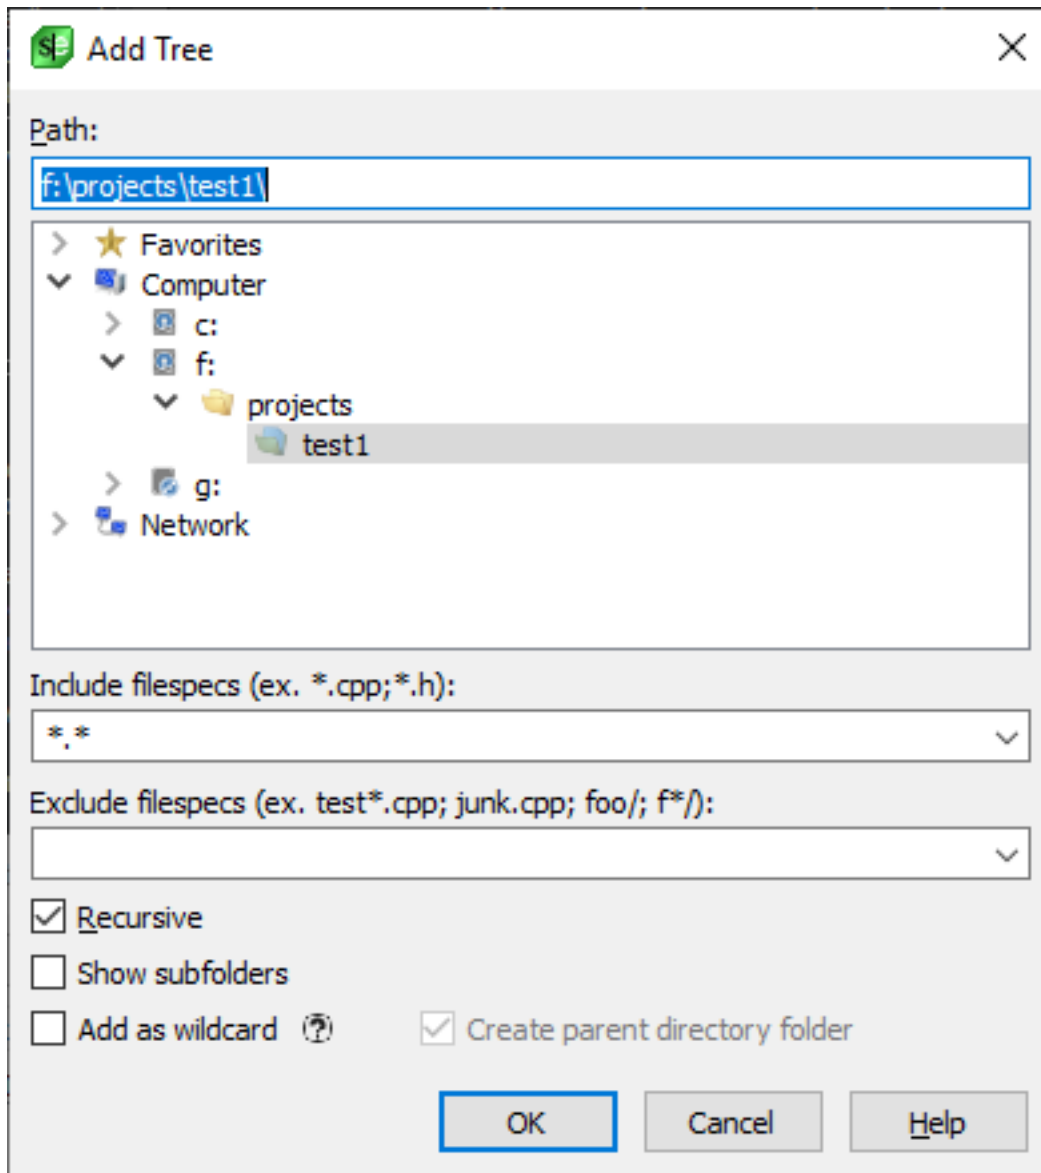 Add Tree
Path:
f:\projects\test1\
Favorites
Computer
c:
f:
projects
test1
g:
Network
Include filespecs (ex. *.cpp;*.h):
*.*
Exclude filespecs (ex. test*.cpp; junk.cpp; foo/; f*/):
Recursive
Show subfolders
Add as wildcard ? Create parent directory folder
OK Cancel Help